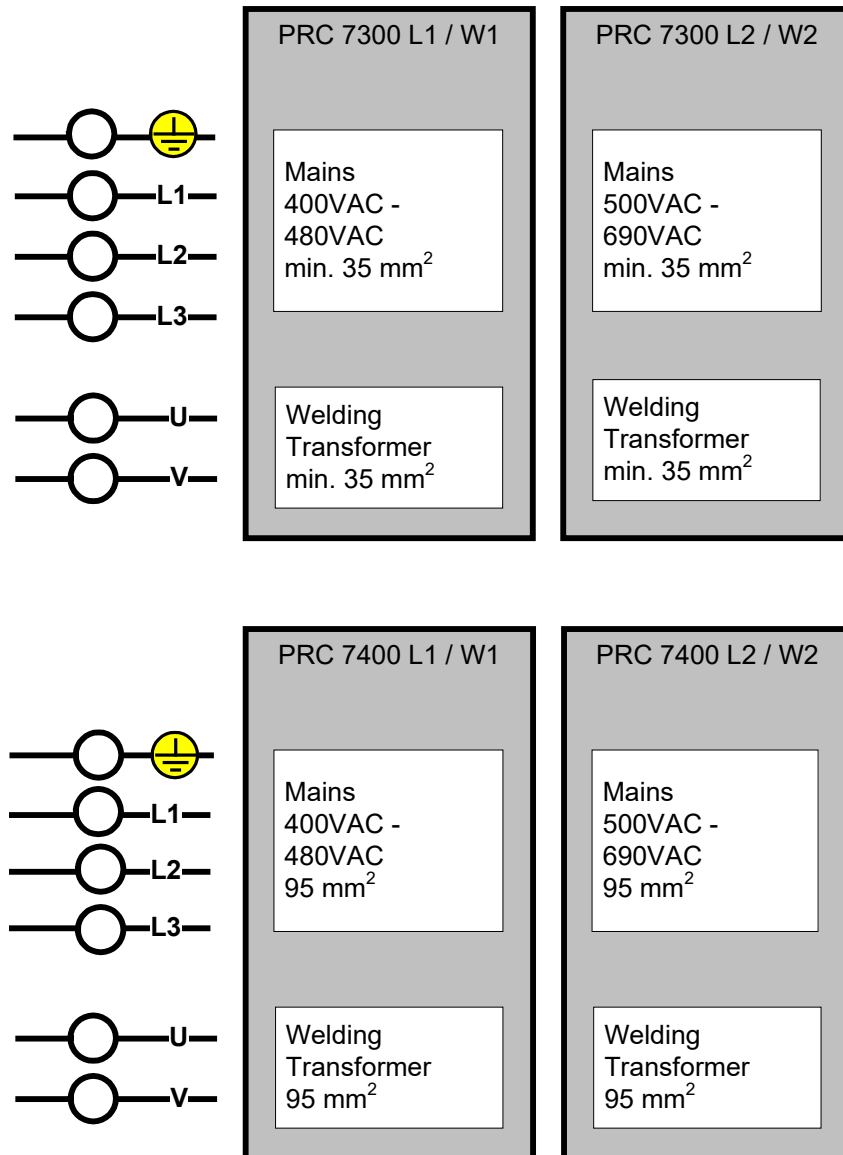 PRC 7300 L1 / W1
PRC 7300 L2 / W2
L1
L2
L3
U
V
Mains
400VAC -
480VAC
min. 35 mm²
Mains
500VAC -
690VAC
min. 35 mm²
Welding
Transformer
min. 35 mm²
Welding
Transformer
min. 35 mm²
PRC 7400 L1 / W1
PRC 7400 L2 / W2
L1
L2
L3
U
V
Mains
400VAC -
480VAC
95 mm²
Mains
500VAC -
690VAC
95 mm²
Welding
Transformer
95 mm²
Welding
Transformer
95 mm²